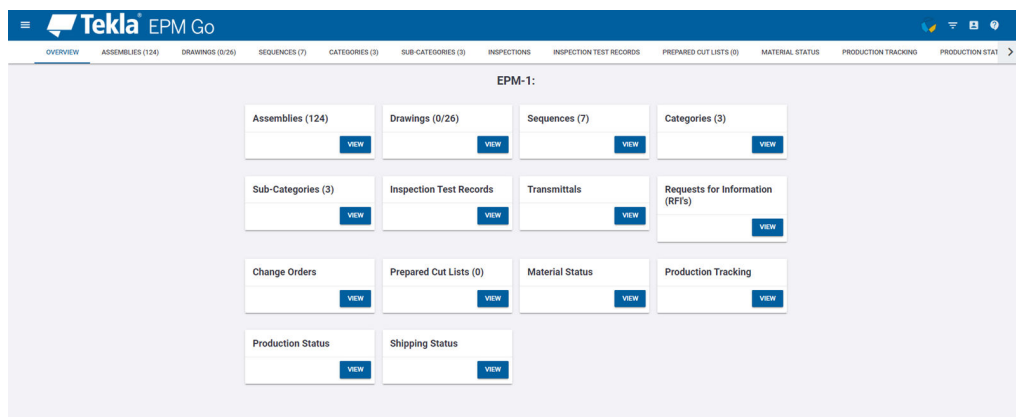 Tekla® EPM Go
OVERVIEW ASSEMBLIES (124) DRAWINGS (0/26) SEQUENCES (7) CATEGORIES (3) SUB-CATEGORIES (3) INSPECTIONS INSPECTION TEST RECORDS PREPARED CUT LISTS (0) MATERIAL STATUS PRODUCTION TRACKING PRODUCTION STAT
EPM-1:
Assemblies (124) Drawings (0/26) Sequences (7) Categories (3)
VIEW VIEW VIEW VIEW
Sub-Categories (3) Inspection Test Records Transmittals Requests for Information
(RFI's)
VIEW VIEW VIEW VIEW
Change Orders Prepared Cut Lists (0) Material Status Production Tracking
VIEW VIEW VIEW VIEW
Production Status Shipping Status
VIEW VIEW